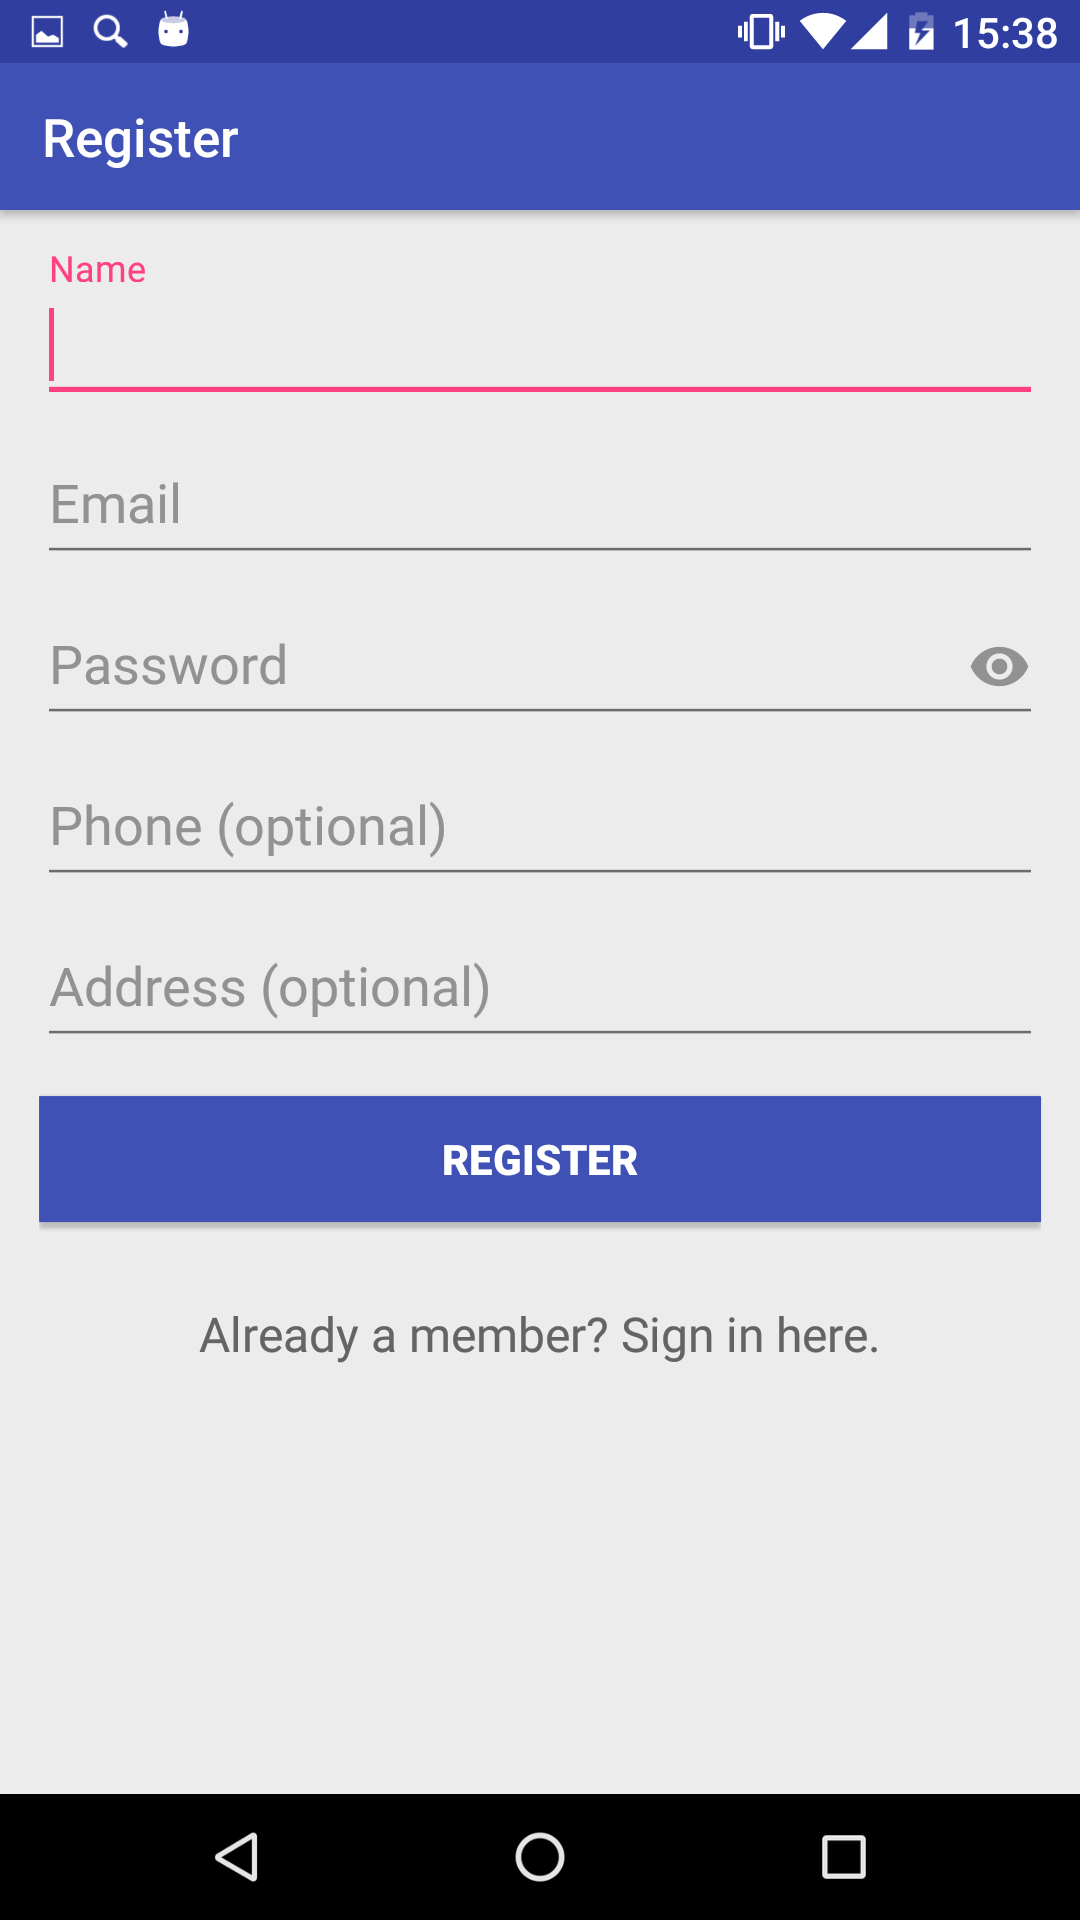 15:38
Register
Name
Email
Password
Phone (optional)
Address (optional)
REGISTER
Already a member? Sign in here.